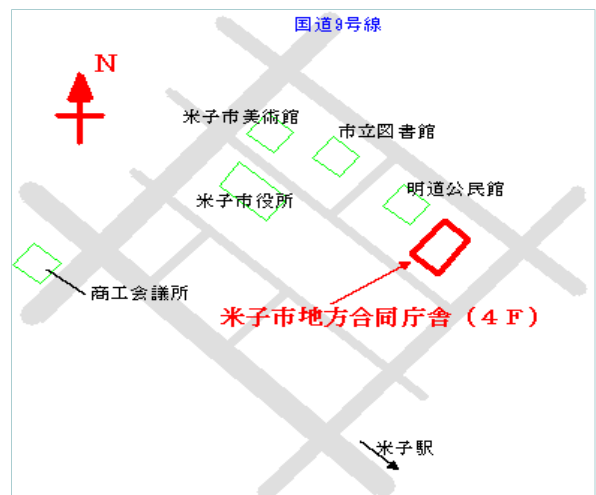 国道9号線
N
米子市美術館
市立図書館
明道公民館
米子市役所
商工会議所
米子市地方合同庁舎（４Ｆ）
米子駅